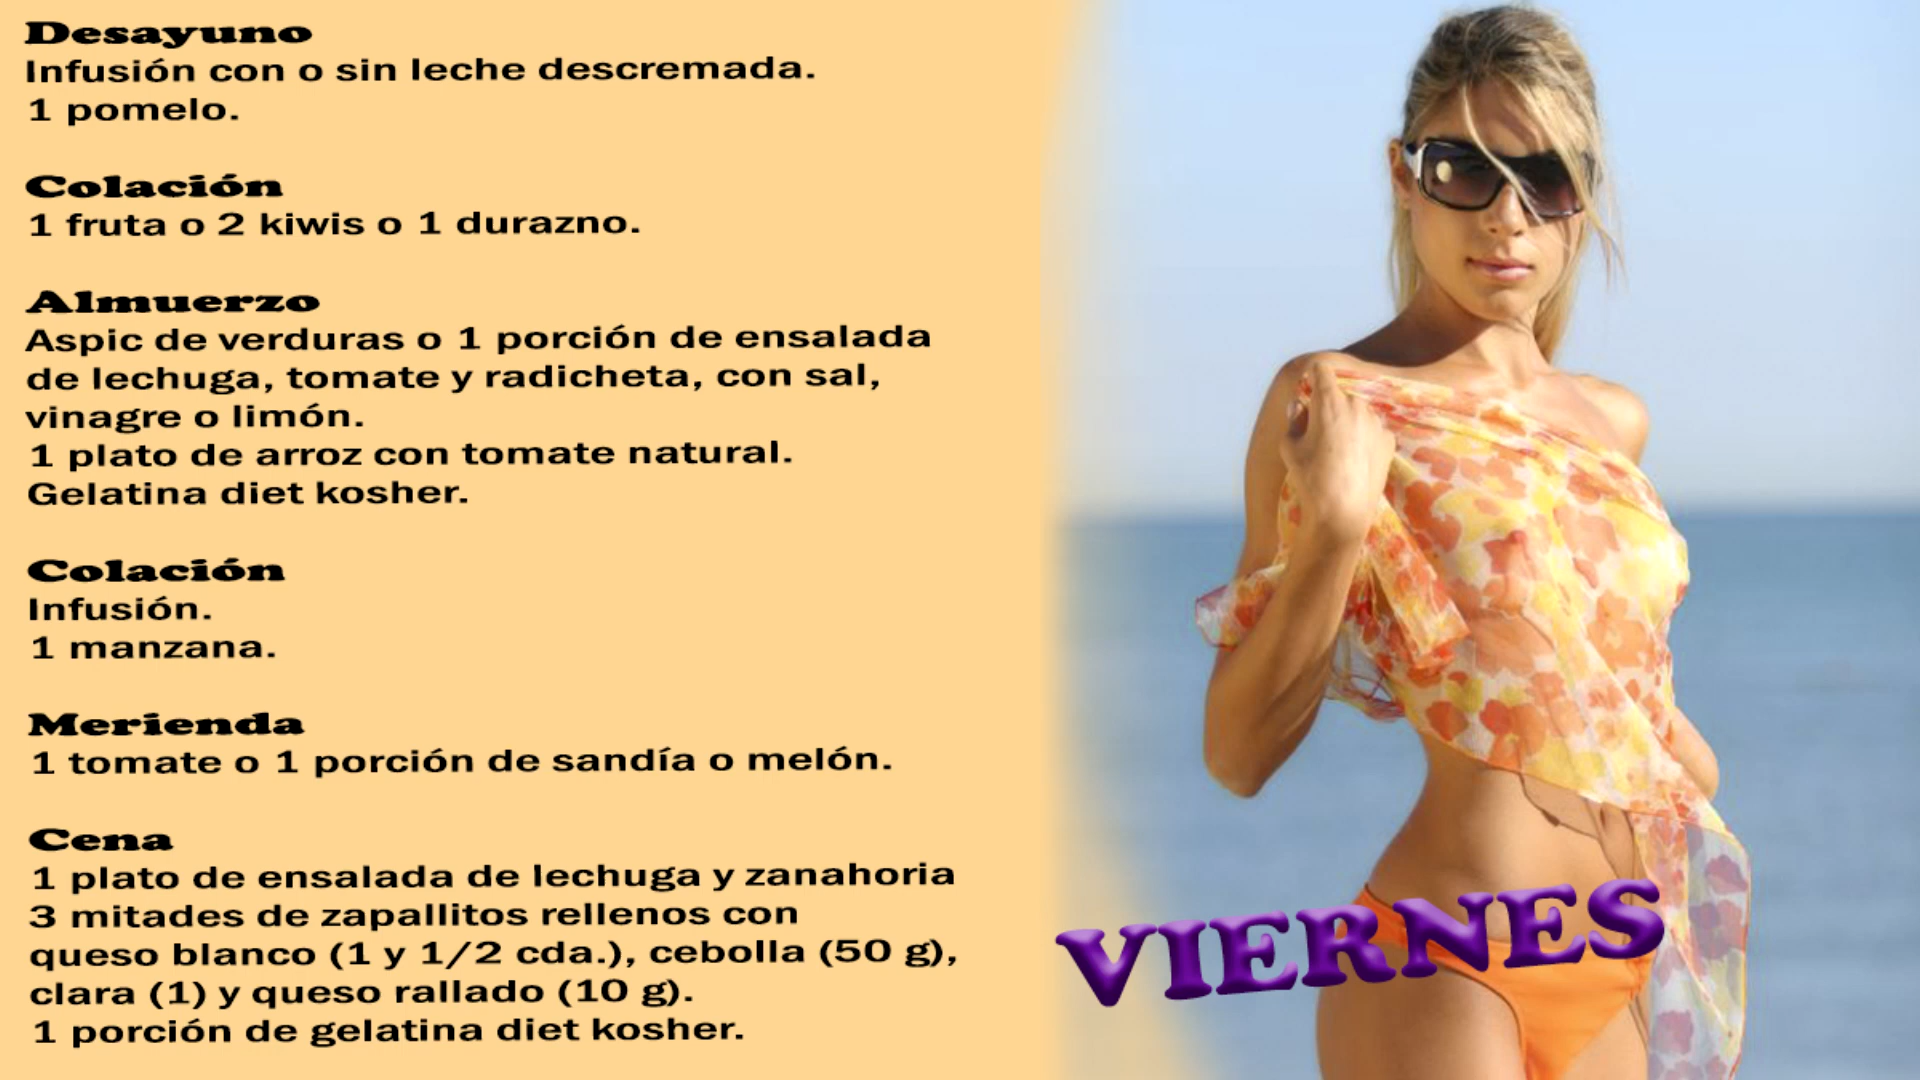 Desayuno
Infusión con o sin leche descremada.
1 pomelo.
Colación
1 fruta o 2 kiwis o 1 durazno.
Almuerzo
Aspic de verduras o 1 porción de ensalada
de lechuga, tomate y radicheta, con sal,
vinagre o limón.
1 plato de arroz con tomate natural.
Gelatina diet kosher.
Colación
Infusión.
1 manzana.
Merienda
1 tomate o 1 porción de sandía o melón.
Cena
1 plato de ensalada de lechuga y zanahoria
3 mitades de zapallitos rellenos con
queso blanco (1 y 1/2 cda.), cebolla (50 g),
clara (1) y queso rallado (10 g).
1 porción de gelatina diet kosher.
VIERNES